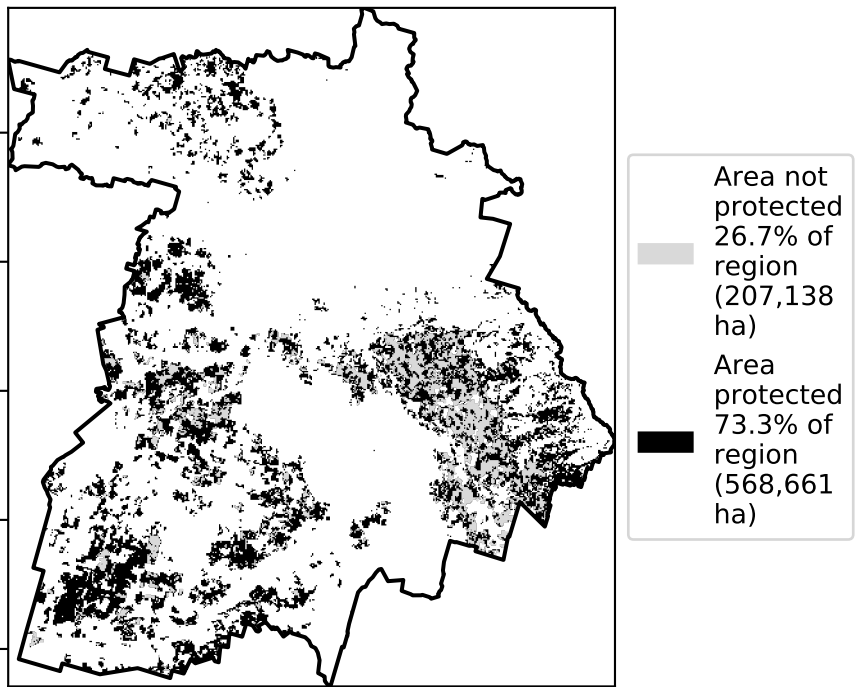 Area not
protected
26.7% of
region
(207,138
ha)
Area
protected
73.3% of
region
(568,661
ha)